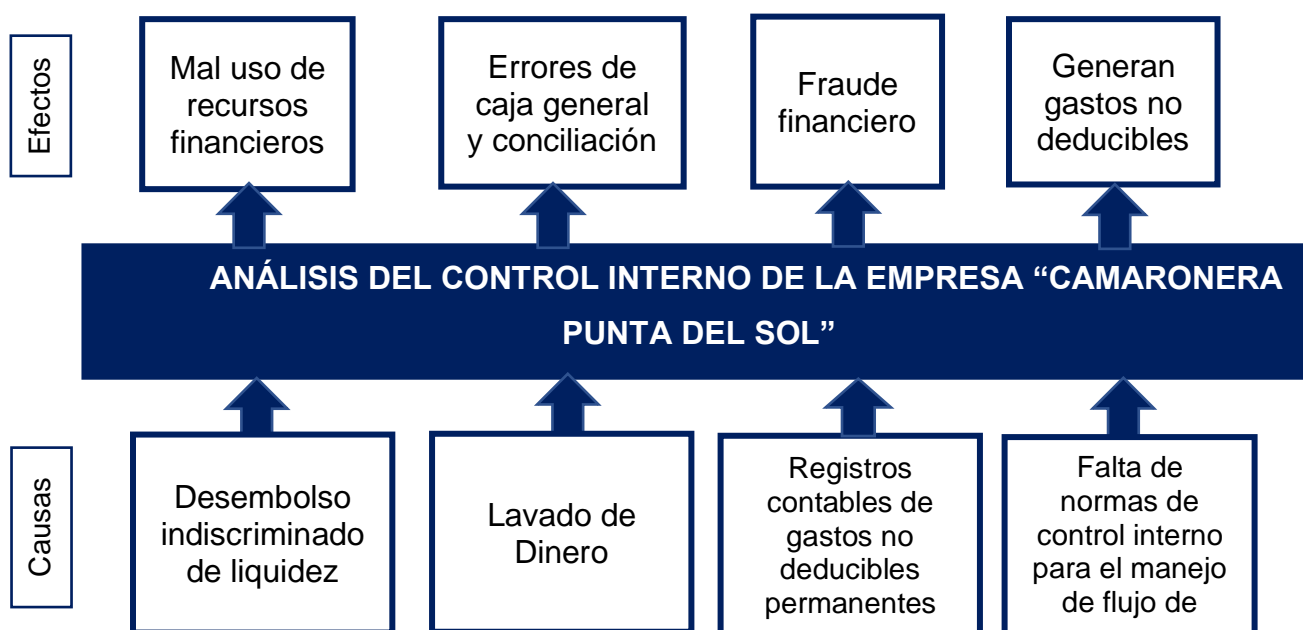 Efectos
Mal uso de
recursos
financieros
Errores de
caja general
y conciliación
Fraude
financiero
Generan
gastos no
deducibles
ANÁLISIS DEL CONTROL INTERNO DE LA EMPRESA “CAMARONERA
PUNTA DEL SOL”
Causas
Desembolso
indiscriminado
de liquidez
Lavado de
Dinero
Registros
contables de
gastos no
deducibles
permanentes
Falta de
normas de
control interno
para el manejo
de flujo de